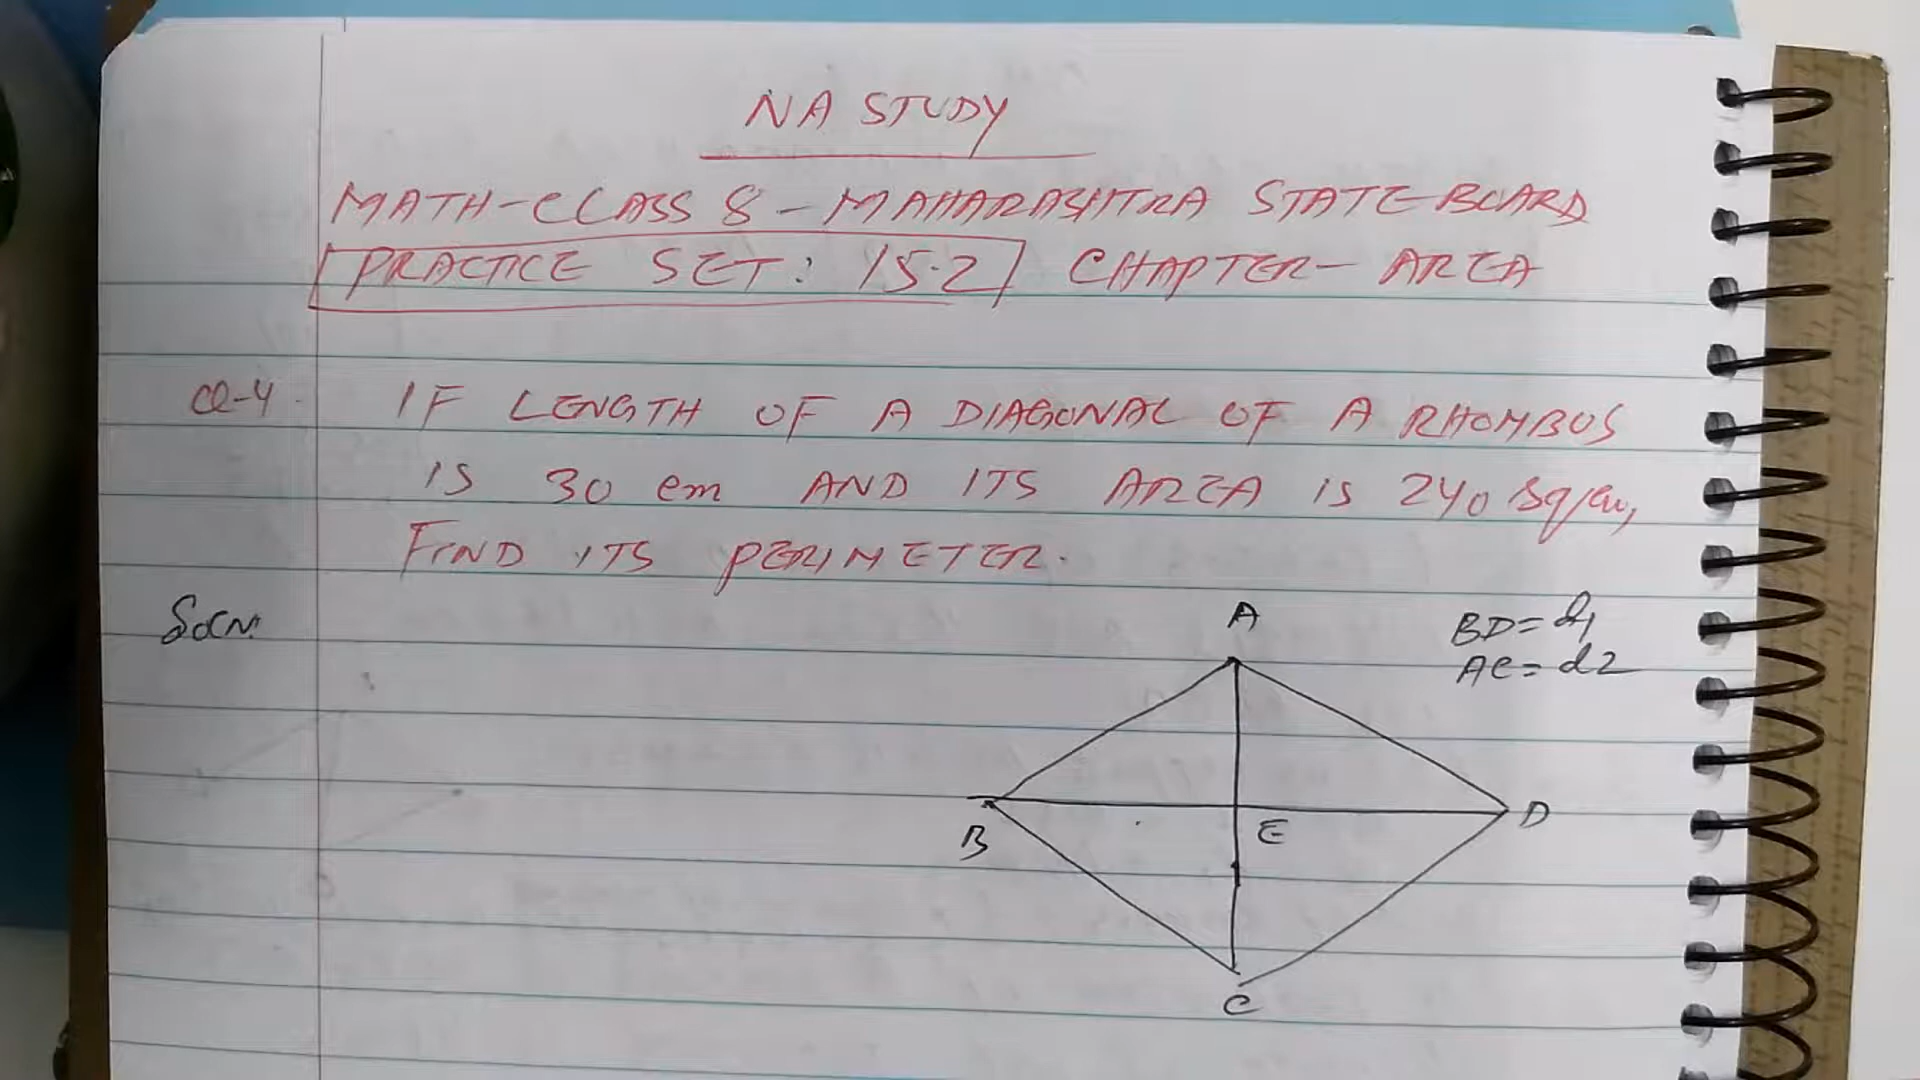 NA STUDY
MATH-CLASS 8 - MAHARASHTRA STATE BOARD
PRACTICE SET: 15.2 CHAPTER- AREA
Q-4. IF LENGTH OF A DIAGONAL OF A RHOMBUS
IS 30 cm AND ITS AREA IS 240 sq/cm,
FIND ITS PERIMETER.
SOLN.
A
BD=d1
AC=d2
B
E
D
C